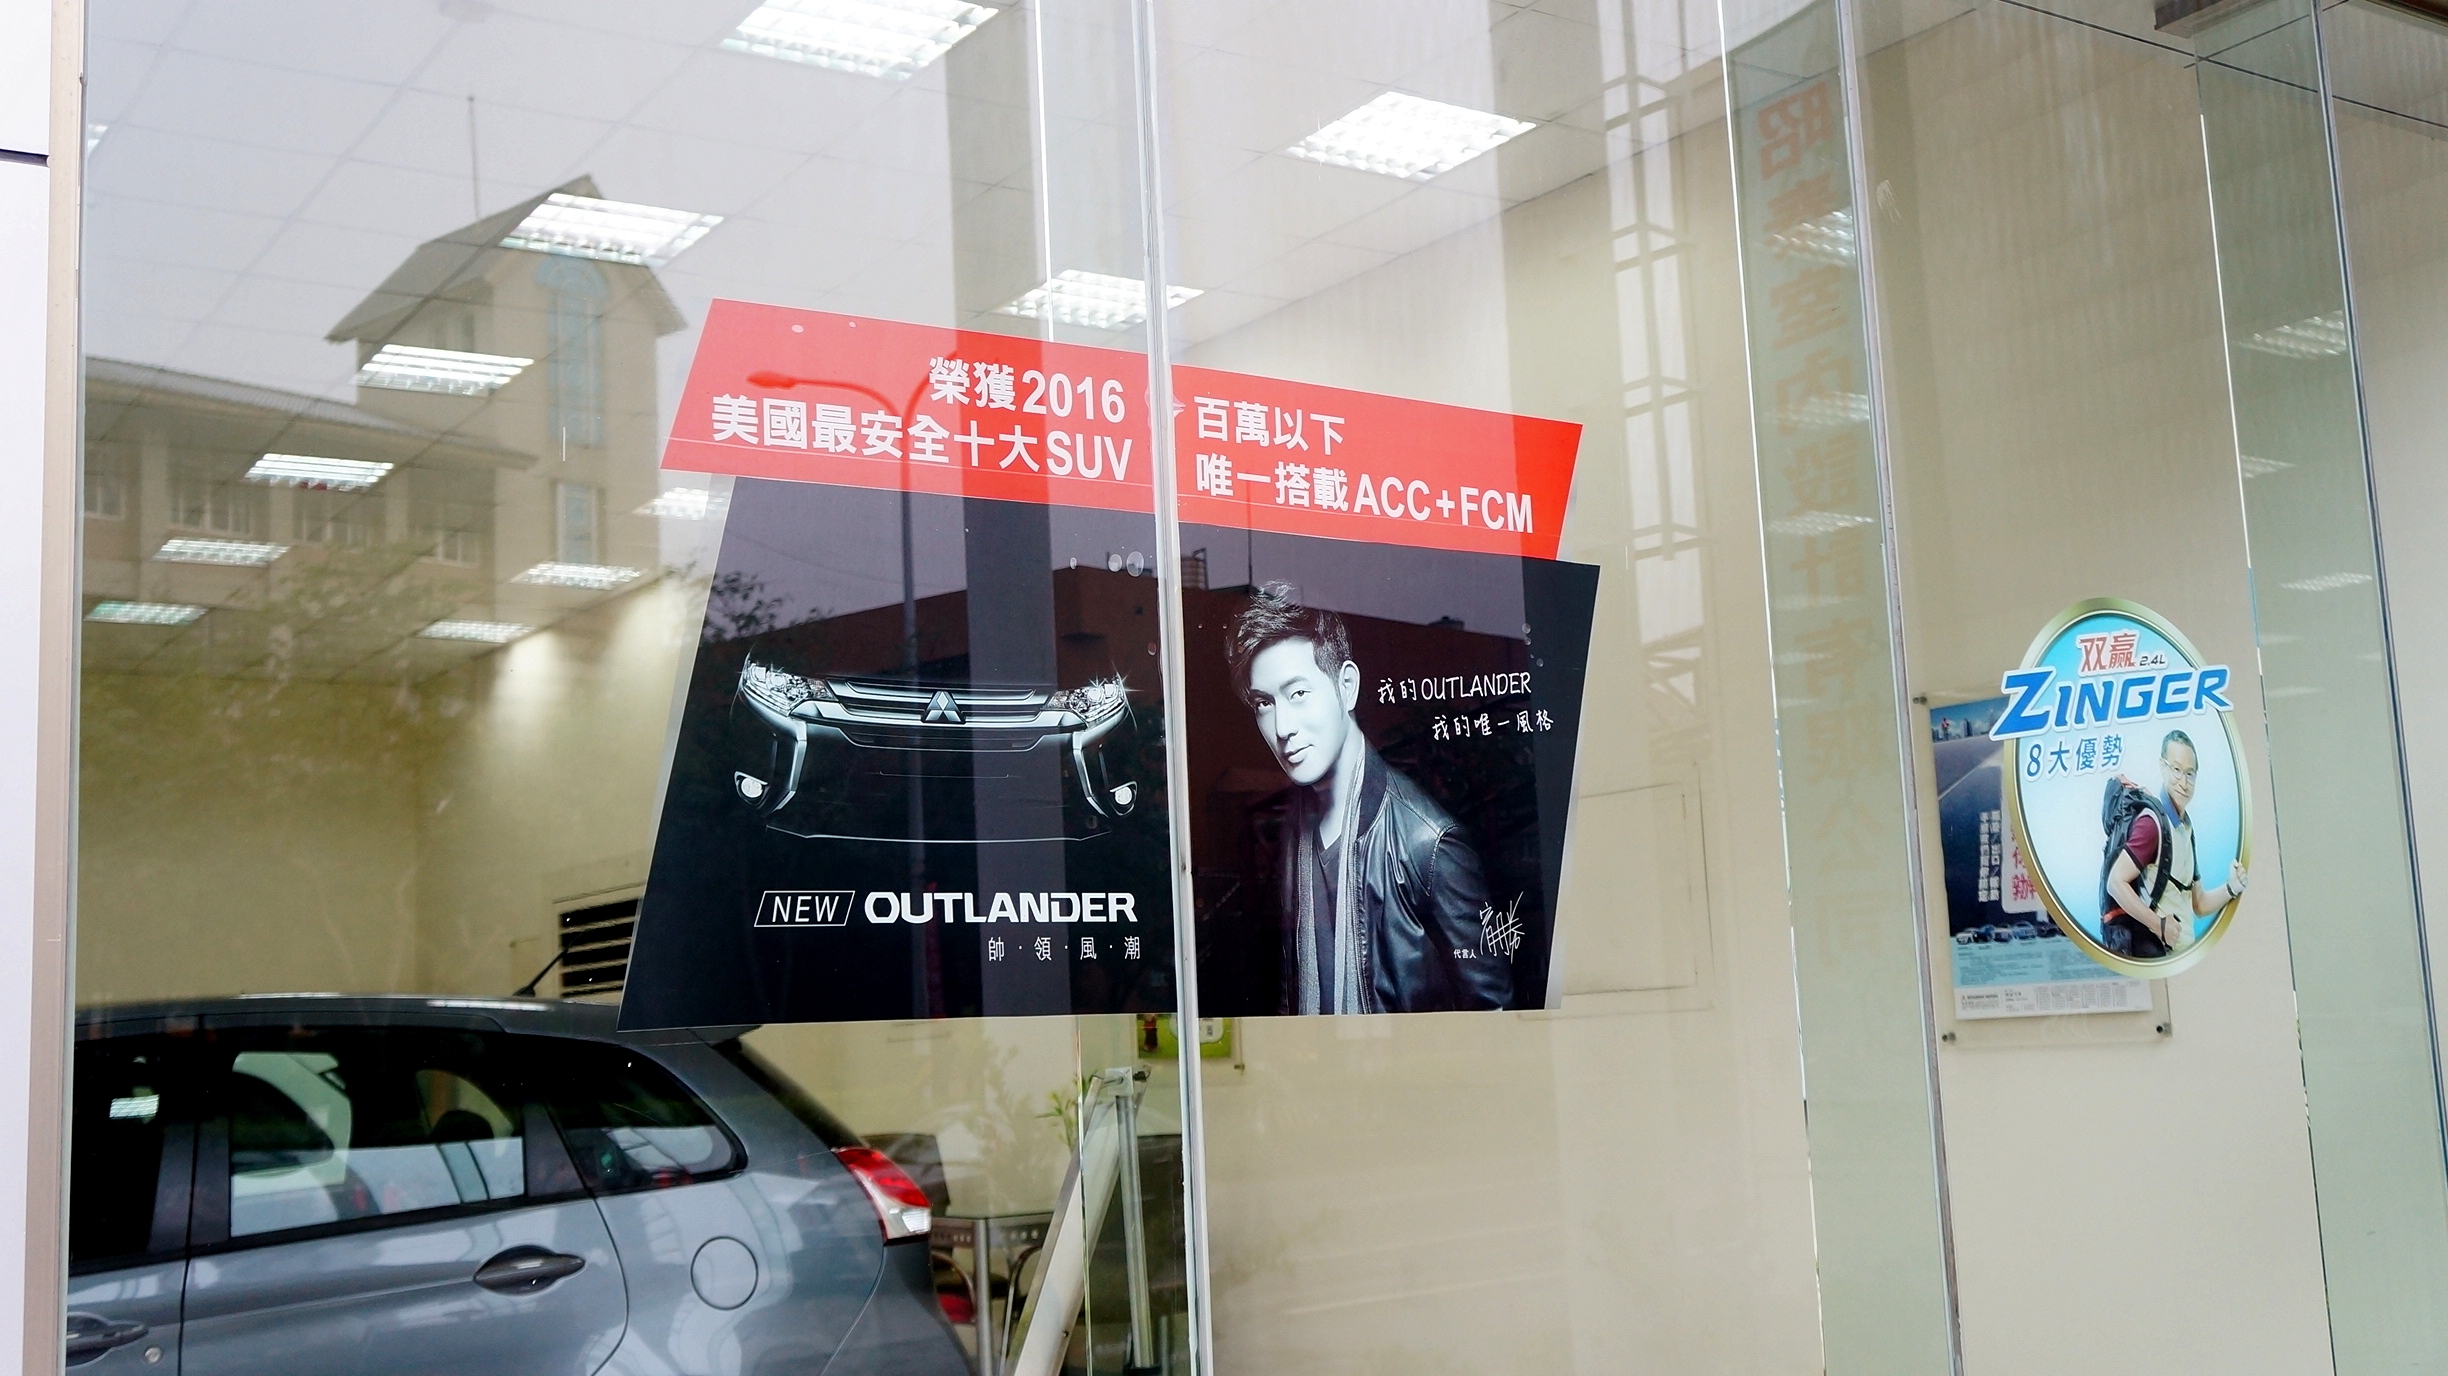 榮獲2016
美國最安全十大SUV
百萬以下
唯一搭載ACC+FCM
我的OUTLANDER
我的唯一風格
NEW OUTLANDER
帥·領·風·潮
代言人
双赢 2.4L
ZINGER
8大優勢